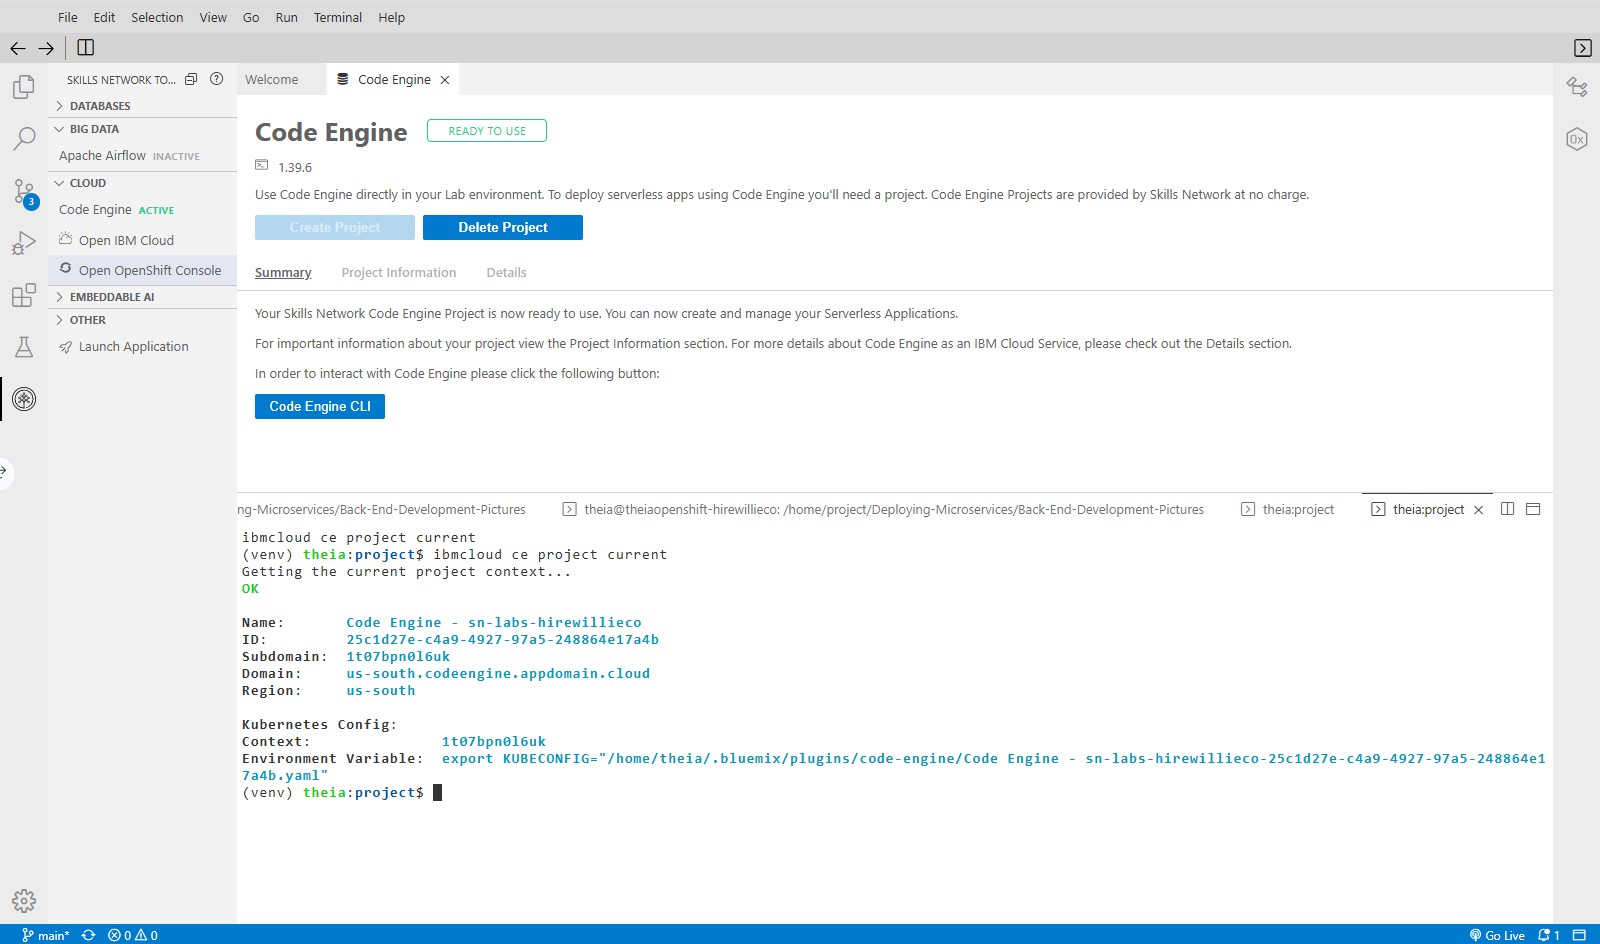 File Edit Selection View Go Run Terminal Help
SKILLS NETWORK TO...
Welcome
Code Engine
DATABASES
BIG DATA
Apache Airflow INACTIVE
CLOUD
Code Engine ACTIVE
Open IBM Cloud
Open OpenShift Console
EMBEDDABLE AI
OTHER
Launch Application
3
0x
Code Engine READY TO USE
1.39.6
Use Code Engine directly in your Lab environment. To deploy serverless apps using Code Engine you'll need a project. Code Engine Projects are provided by Skills Network at no charge.
Create Project Delete Project
Summary Project Information Details
Your Skills Network Code Engine Project is now ready to use. You can now create and manage your Serverless Applications.
For important information about your project view the Project Information section. For more details about Code Engine as an IBM Cloud Service, please check out the Details section.
In order to interact with Code Engine please click the following button:
Code Engine CLI
ng-Microservices/Back-End-Development-Pictures theia@theiaopenshift-hirewillieco: /home/project/Deploying-Microservices/Back-End-Development-Pictures theia:project theia:project
ibmcloud ce project current
(venv) theia:project$ ibmcloud ce project current
Getting the current project context...
OK
Name: Code Engine - sn-labs-hirewillieco
ID: 25c1d27e-c4a9-4927-97a5-248864e17a4b
Subdomain: 1t07bpn0l6uk
Domain: us-south.codeengine.appdomain.cloud
Region: us-south
Kubernetes Config:
Context: 1t07bpn0l6uk
Environment Variable: export KUBECONFIG="/home/theia/.bluemix/plugins/code-engine/Code Engine - sn-labs-hirewillieco-25c1d27e-c4a9-4927-97a5-248864e1
7a4b.yaml"
(venv) theia:project$
main* 0 0 Go Live 1